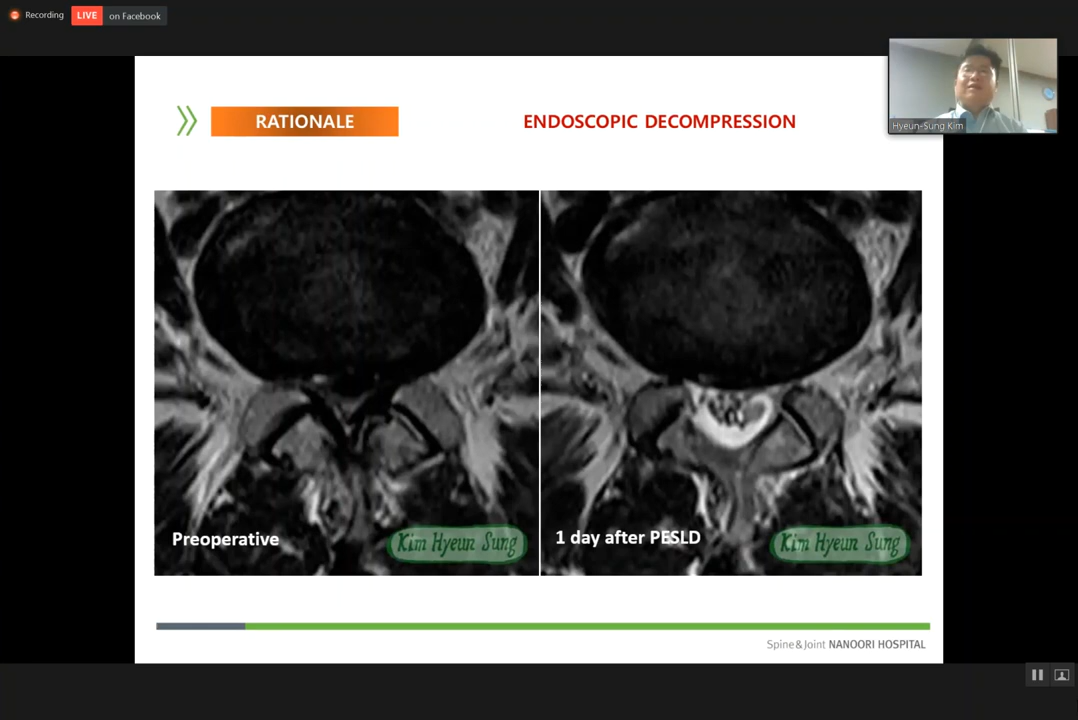 Recording LIVE on Facebook
RATIONALE
ENDOSCOPIC DECOMPRESSION
Hyeun-Sung Kim
Preoperative
Kim Hyeun Sung
1 day after PESLD
Kim Hyeun Sung
Spine & Joint NANOORI HOSPITAL